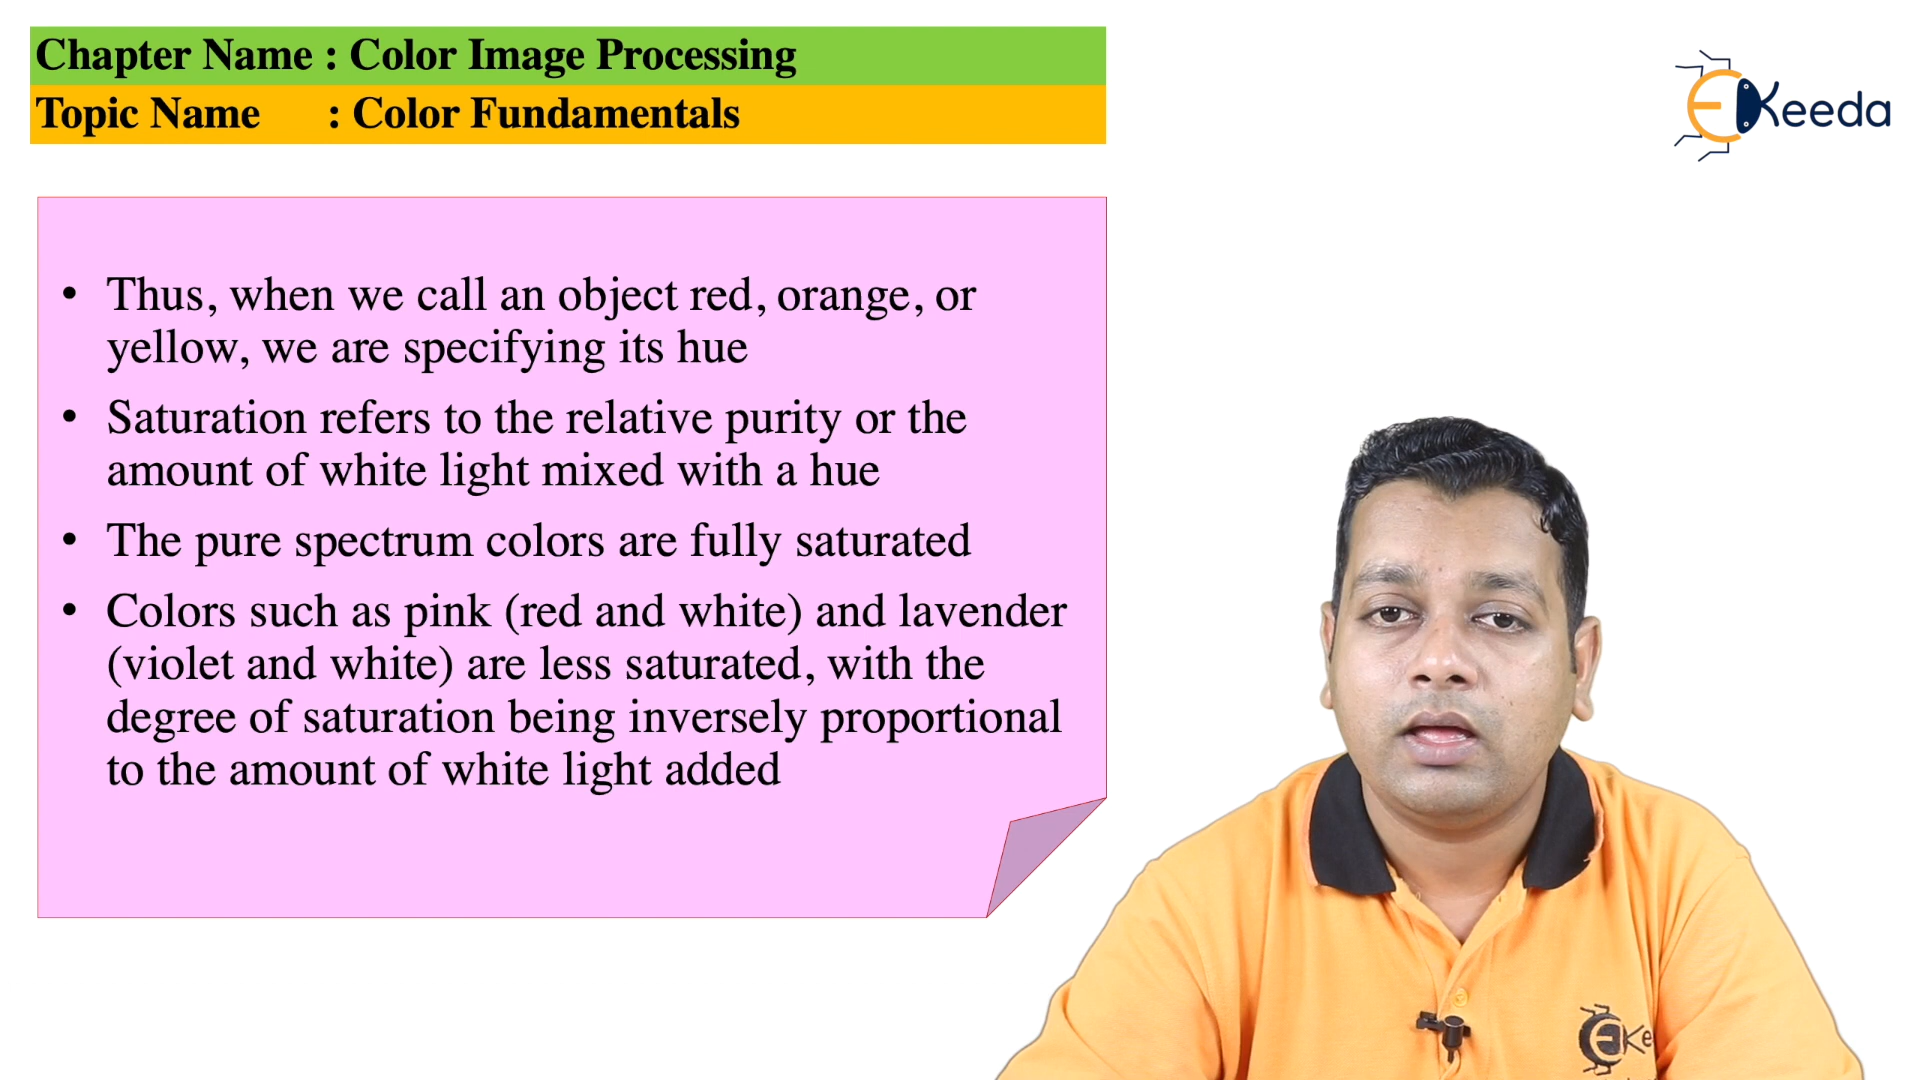 Chapter Name : Color Image Processing
Topic Name : Color Fundamentals
Keeda
• Thus, when we call an object red, orange, or
yellow, we are specifying its hue
• Saturation refers to the relative purity or the
amount of white light mixed with a hue
• The pure spectrum colors are fully saturated
• Colors such as pink (red and white) and lavender
(violet and white) are less saturated, with the
degree of saturation being inversely proportional
to the amount of white light added
EKe